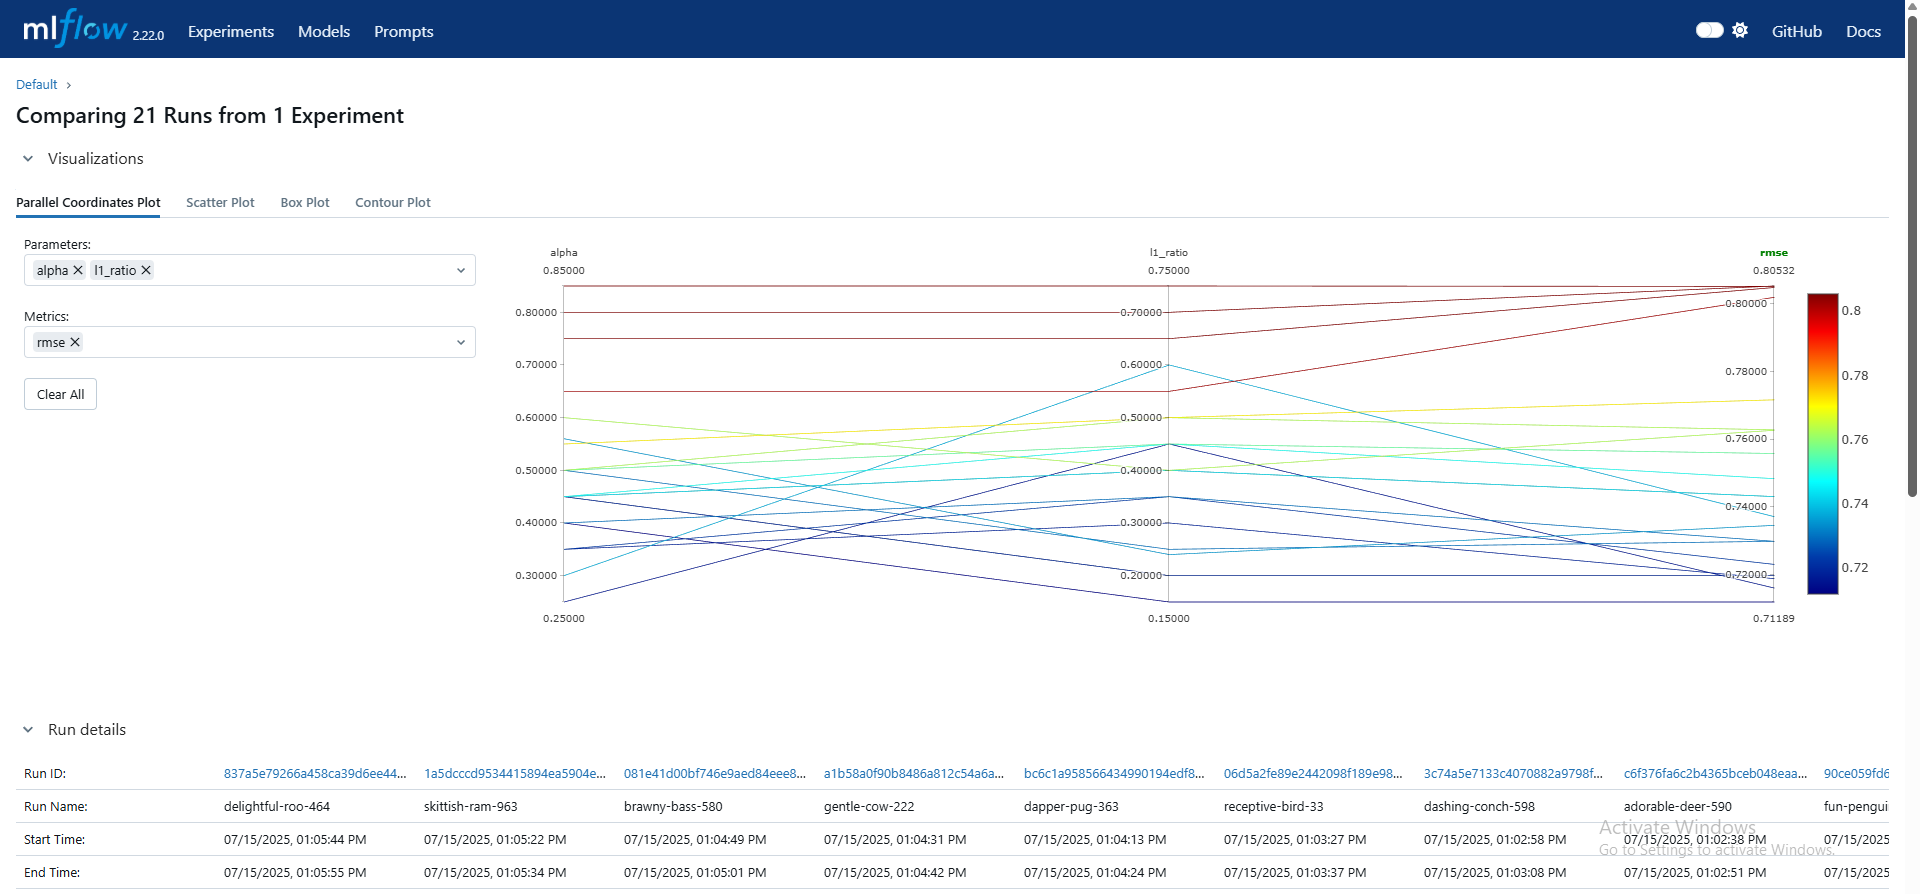 mlflow 2.22.0 Experiments Models Prompts GitHub Docs
Default
Comparing 21 Runs from 1 Experiment
Visualizations
Parallel Coordinates Plot Scatter Plot Box Plot Contour Plot
Parameters:
alpha l1_ratio
Metrics:
rmse
Clear All
alpha l1_ratio rmse
0.85000 0.75000 0.80532
0.80000 0.70000 0.80000 0.8
0.70000 0.60000 0.78000 0.78
0.60000 0.50000 0.76000 0.76
0.50000 0.40000
0.40000 0.30000 0.74000 0.74
0.30000 0.20000 0.72000 0.72
0.25000 0.15000 0.71189
Run details
Run ID: 837a5e79266a458ca39d6ee44... 1a5dcccd9534415894ea5904e... 081e41d00bf746e9aed84eee8... a1b58a0f90b8486a812c54a6a... bc6c1a958566434990194edf8... 06d5a2fe89e2442098f189e98... 3c74a5e7133c4070882a9798f... c6f376fa6c2b4365bceb048eaa... 90ce059fd6
Run Name: delightful-roo-464 skittish-ram-963 brawny-bass-580 gentle-cow-222 dapper-pug-363 receptive-bird-33 dashing-conch-598 adorable-deer-590 fun-pengui
Start Time: 07/15/2025, 01:05:44 PM 07/15/2025, 01:05:22 PM 07/15/2025, 01:04:49 PM 07/15/2025, 01:04:31 PM 07/15/2025, 01:04:13 PM 07/15/2025, 01:03:27 PM 07/15/2025, 01:02:58 PM 07/15/2025, 01:02:38 PM 07/15/2025
End Time: 07/15/2025, 01:05:55 PM 07/15/2025, 01:05:34 PM 07/15/2025, 01:05:01 PM 07/15/2025, 01:04:42 PM 07/15/2025, 01:04:24 PM 07/15/2025, 01:03:37 PM 07/15/2025, 01:03:08 PM 07/15/2025, 01:02:51 PM 07/15/2025
Activate Windows
Go to Settings to activate Windows.